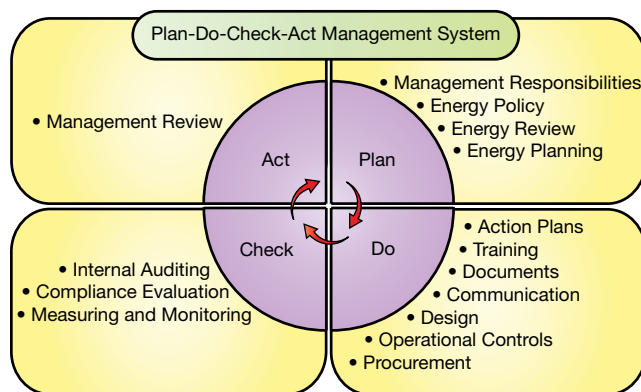 Plan-Do-Check-Act Management System
• Management Review
Act
Plan
• Management Responsibilities
• Energy Policy
• Energy Review
• Energy Planning
Check
• Internal Auditing
• Compliance Evaluation
• Measuring and Monitoring
Do
• Action Plans
• Training
• Documents
• Communication
• Design
• Operational Controls
• Procurement